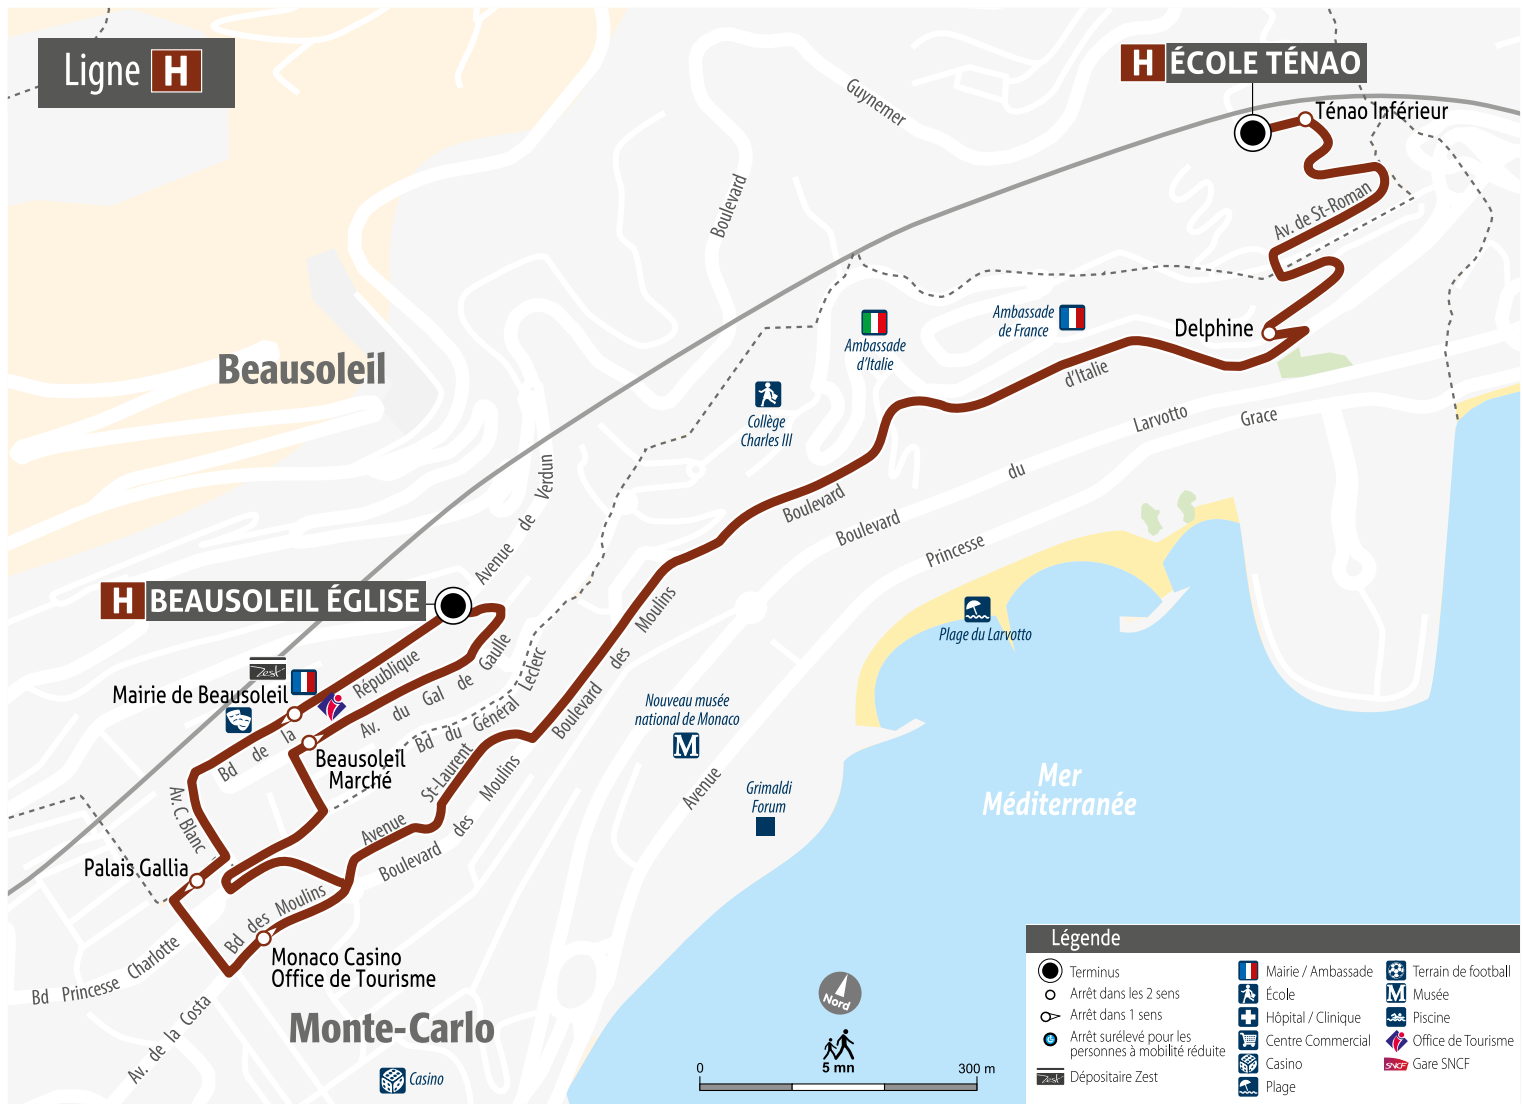 Ligne H
H ÉCOLE TÉNAO
Ténao Inférieur
Guynemer
Boulevard
Av. de St-Roman
Delphine
Ambassade
de France
Ambassade
d'Italie
d'Italie
Beausoleil
Collège
Charles III
Larvotto
Grace
du
Boulevard
Boulevard
Princesse
Avenue de Verdun
H BEAUSOLEIL ÉGLISE
Plage du Larvotto
Moulins
des
Boulevard
République
Bd de la
Zest
Mairie de Beausoleil
Av. du Gal de Gaulle
Bd du Général Leclerc
Nouveau musée
national de Monaco
M
Beausoleil
Marché
Av. C. Blanc
St-Laurent
Avenue
Boulevard des Moulins
Avenue
Grimaldi
Forum
Mer
Méditerranée
Palais Gallia
Bd des Moulins
Monaco Casino
Office de Tourisme
Bd Princesse Charlotte
Av. de la Costa
Monte-Carlo
Casino
Nord
5 mn
0
300 m
Légende
Terminus
Arrêt dans les 2 sens
Arrêt dans 1 sens
Arrêt surélevé pour les
personnes à mobilité réduite
Zest
Dépositaire Zest
Mairie / Ambassade
École
Hôpital / Clinique
Centre Commercial
Casino
Plage
Terrain de football
M
Musée
Piscine
Office de Tourisme
SNCF
Gare SNCF